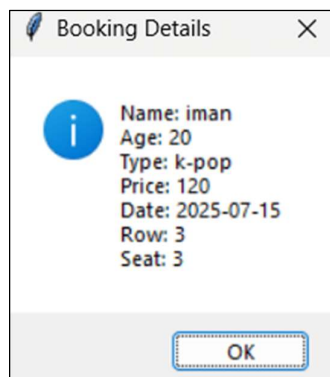 Booking Details
Name: iman
Age: 20
Type: k-pop
Price: 120
Date: 2025-07-15
Row: 3
Seat: 3
OK